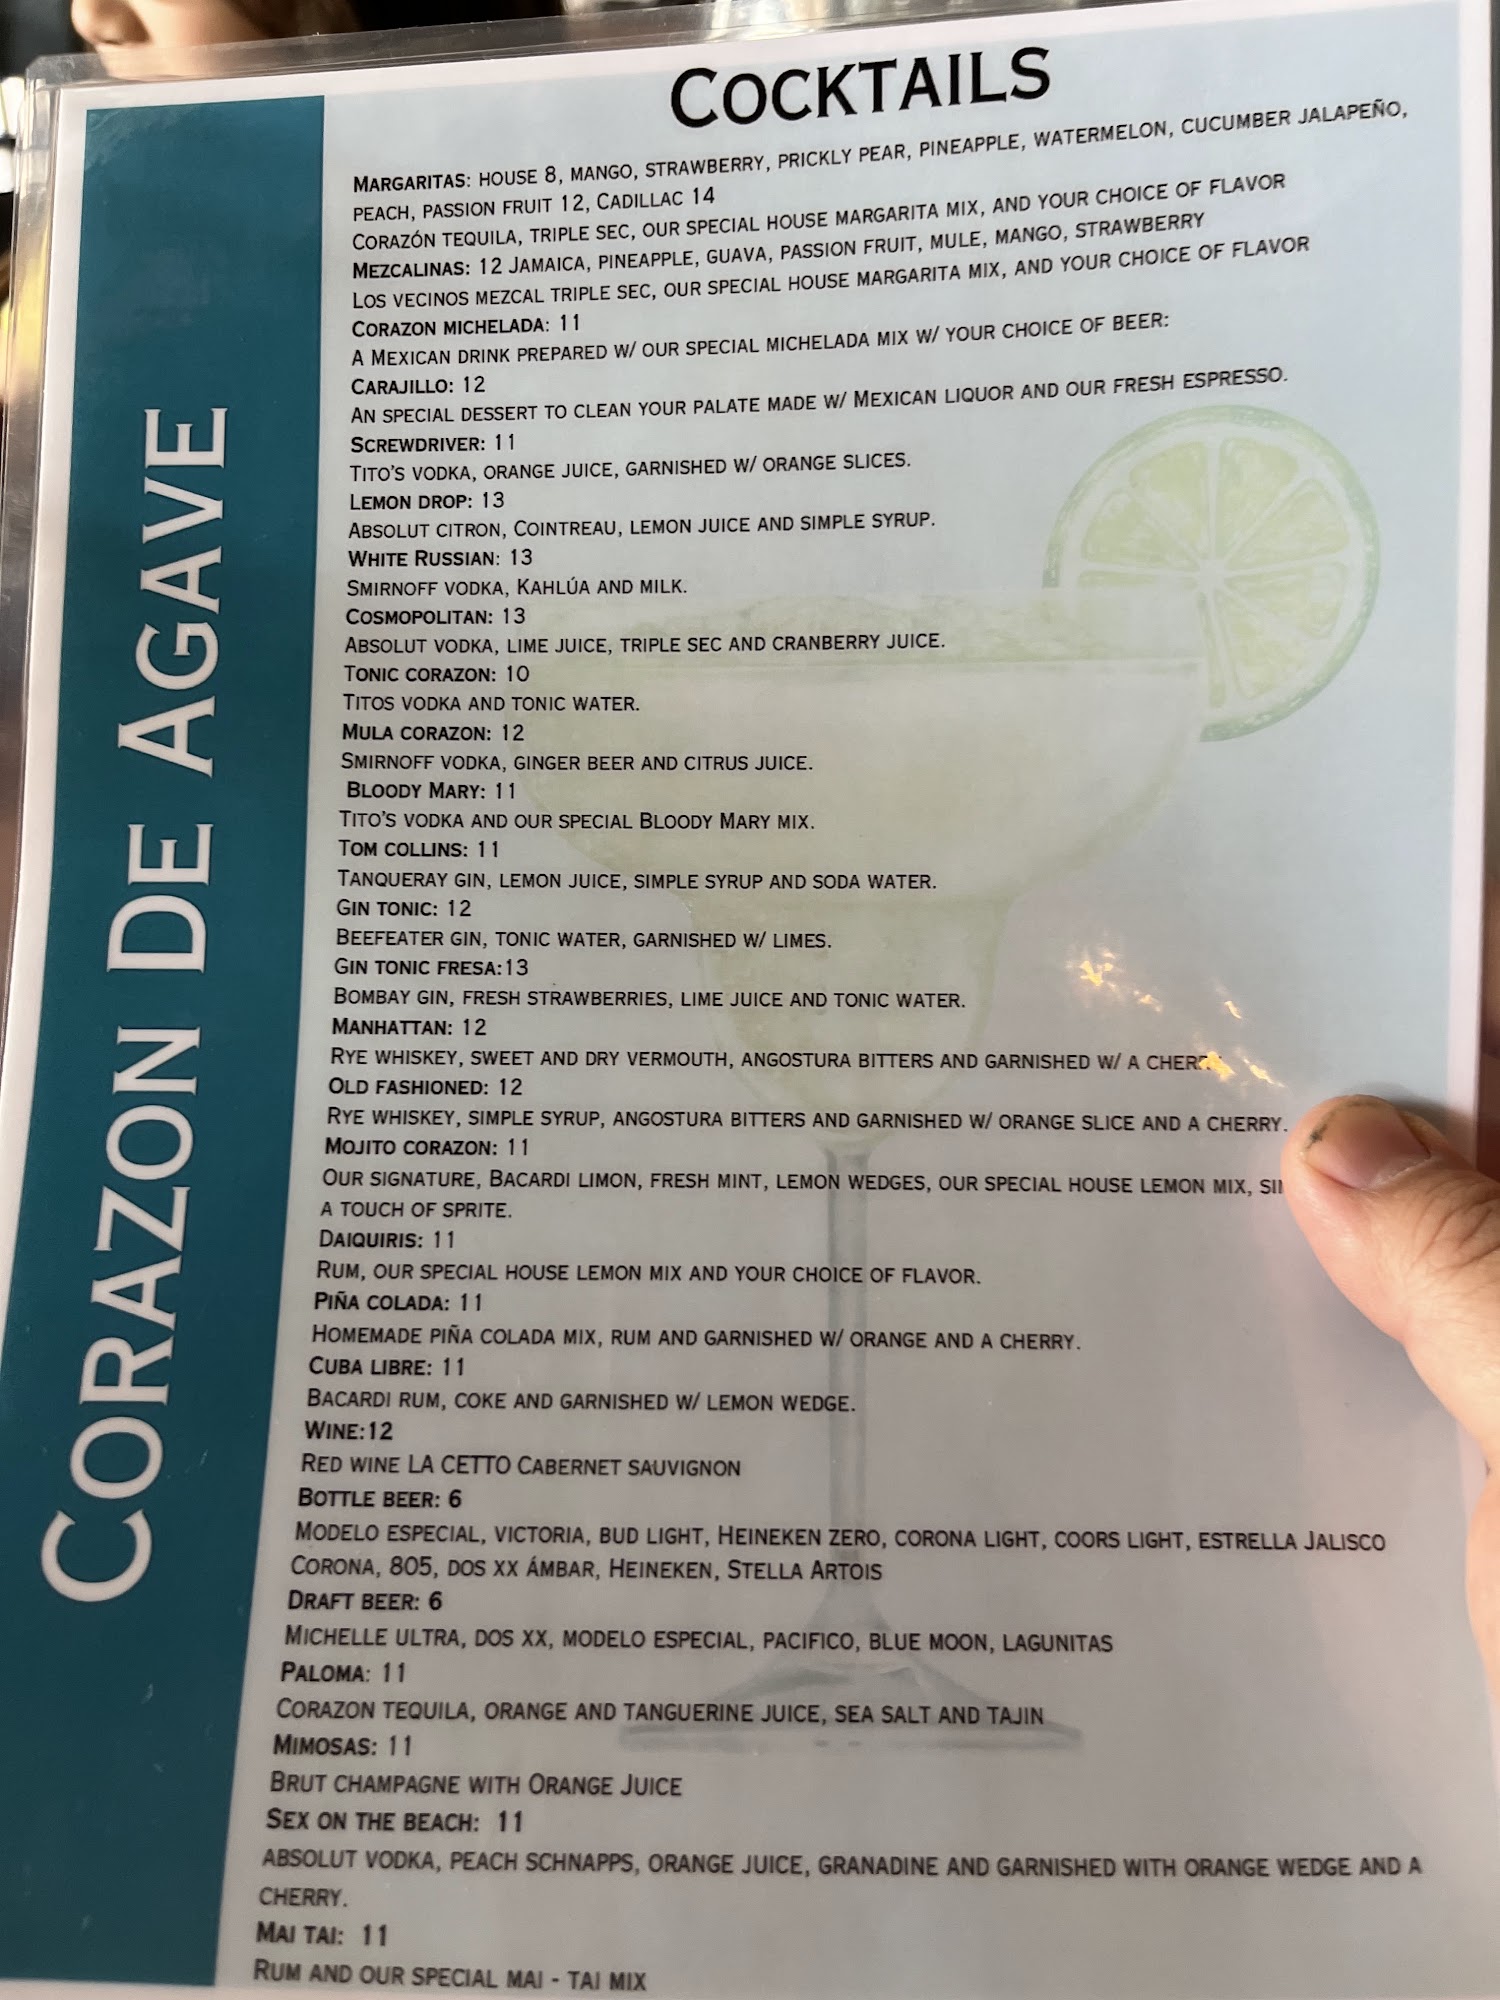 CORAZON DE AGAVE
COCKTAILS
MARGARITAS: HOUSE 8, MANGO, STRAWBERRY, PRICKLY PEAR, PINEAPPLE, WATERMELON, CUCUMBER JALAPEÑO,
PEACH, PASSION FRUIT 12, CADILLAC 14
CORAZÓN TEQUILA, TRIPLE SEC, OUR SPECIAL HOUSE MARGARITA MIX, AND YOUR CHOICE OF FLAVOR
MEZCALINAS: 12 JAMAICA, PINEAPPLE, GUAVA, PASSION FRUIT, MULE, MANGO, STRAWBERRY
LOS VECINOS MEZCAL TRIPLE SEC, OUR SPECIAL HOUSE MARGARITA MIX, AND YOUR CHOICE OF FLAVOR
CORAZON MICHELADA: 11
A MEXICAN DRINK PREPARED W/ OUR SPECIAL MICHELADA MIX W/ YOUR CHOICE OF BEER:
CARAJILLO: 12
AN SPECIAL DESSERT TO CLEAN YOUR PALATE MADE W/ MEXICAN LIQUOR AND OUR FRESH ESPRESSO.
SCREWDRIVER: 11
TITO'S VODKA, ORANGE JUICE, GARNISHED W/ ORANGE SLICES.
LEMON DROP: 13
ABSOLUT CITRON, COINTREAU, LEMON JUICE AND SIMPLE SYRUP.
WHITE RUSSIAN: 13
SMIRNOFF VODKA, KAHLÚA AND MILK.
COSMOPOLITAN: 13
ABSOLUT VODKA, LIME JUICE, TRIPLE SEC AND CRANBERRY JUICE.
TONIC CORAZON: 10
TITOS VODKA AND TONIC WATER.
MULA CORAZON: 12
SMIRNOFF VODKA, GINGER BEER AND CITRUS JUICE.
BLOODY MARY: 11
TITO'S VODKA AND OUR SPECIAL BLOODY MARY MIX.
TOM COLLINS: 11
TANQUERAY GIN, LEMON JUICE, SIMPLE SYRUP AND SODA WATER.
GIN TONIC: 12
BEEFEATER GIN, TONIC WATER, GARNISHED W/ LIMES.
GIN TONIC FRESA:13
BOMBAY GIN, FRESH STRAWBERRIES, LIME JUICE AND TONIC WATER.
MANHATTAN: 12
RYE WHISKEY, SWEET AND DRY VERMOUTH, ANGOSTURA BITTERS AND GARNISHED W/ A
OLD FASHIONED: 12
RYE WHISKEY, SIMPLE SYRUP, ANGOSTURA BITTERS AND GARNISHED W/ ORANGE SLICE AND A CHERRY.
MOJITO CORAZON: 11
OUR SIGNATURE, BACARDI LIMON, FRESH MINT, LEMON WEDGES, OUR SPECIAL HOUSE LEMON MIX,
A TOUCH OF SPRITE.
DAIQUIRIS: 11
RUM, OUR SPECIAL HOUSE LEMON MIX AND YOUR CHOICE OF FLAVOR.
PIÑA COLADA: 11
HOMEMADE PIÑA COLADA MIX, RUM AND GARNISHED W/ ORANGE AND A CHERRY.
CUBA LIBRE: 11
BACARDI RUM, COKE AND GARNISHED W/ LEMON WEDGE.
WINE:12
RED WINE LA CETTO CABERNET SAUVIGNON
BOTTLE BEER: 6
MODELO ESPECIAL, VICTORIA, BUD LIGHT, HEINEKEN ZERO, CORONA LIGHT, COORS LIGHT, ESTRELLA JALISCO
CORONA, 805, DOS XX ÁMBAR, HEINEKEN, STELLA ARTOIS
DRAFT BEER: 6
MICHELLE ULTRA, DOS XX, MODELO ESPECIAL, PACIFICO, BLUE MOON, LAGUNITAS
PALOMA: 11
CORAZON TEQUILA, ORANGE AND TANGUERINE JUICE, SEA SALT AND TAJIN
MIMOSAS: 11
BRUT CHAMPAGNE WITH ORANGE JUICE
SEX ON THE BEACH: 11
ABSOLUT VODKA, PEACH SCHNAPPS, ORANGE JUICE, GRANADINE AND GARNISHED WITH ORANGE WEDGE AND A
CHERRY.
MAI TAI: 11
RUM AND OUR SPECIAL MAI - TAI MIX